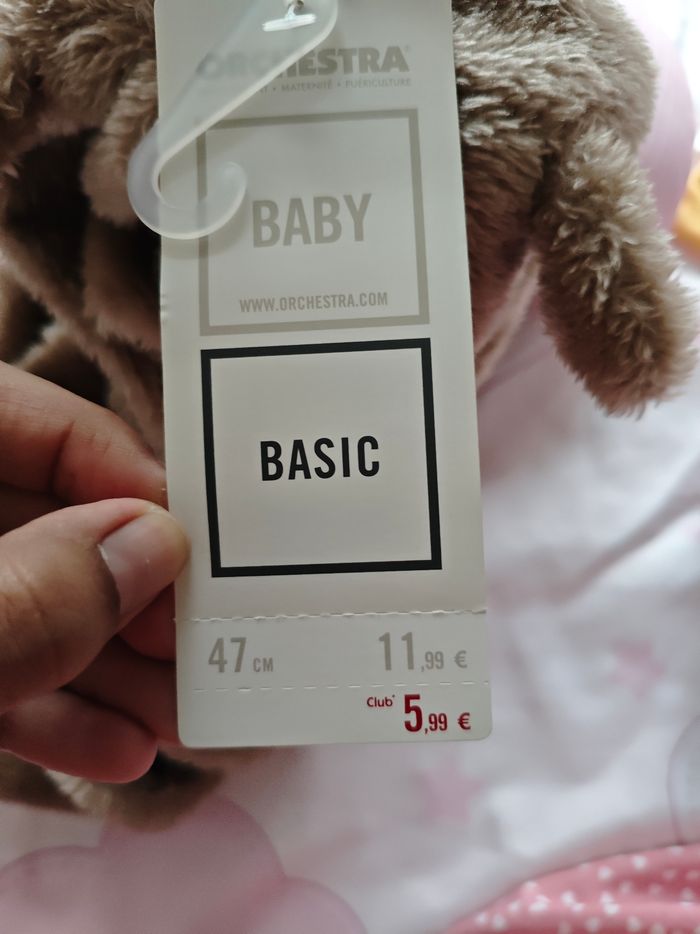 ORCHESTRA
• MATERNITÉ • PUÉRICULTURE
BABY
WWW.ORCHESTRA.COM
BASIC
47 CM 11,99 €
Club* 5,99 €